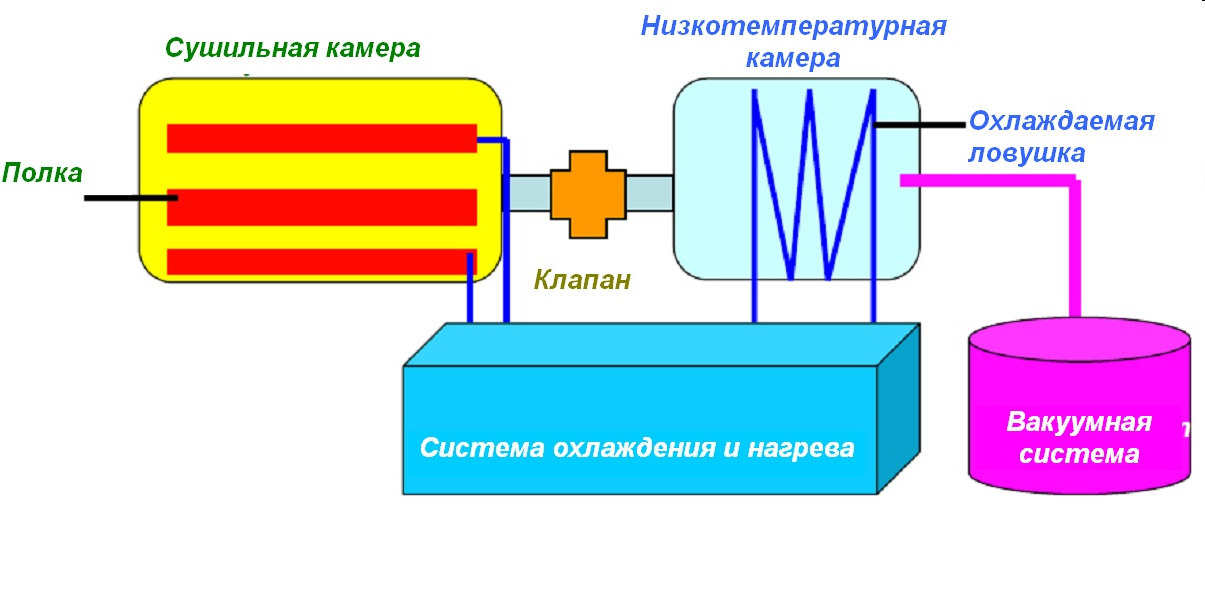 Сушильная камера
Низкотемпературная
камера
Охлаждаемая
ловушка
Полка
Клапан
Система охлаждения и нагрева
Вакуумная
система